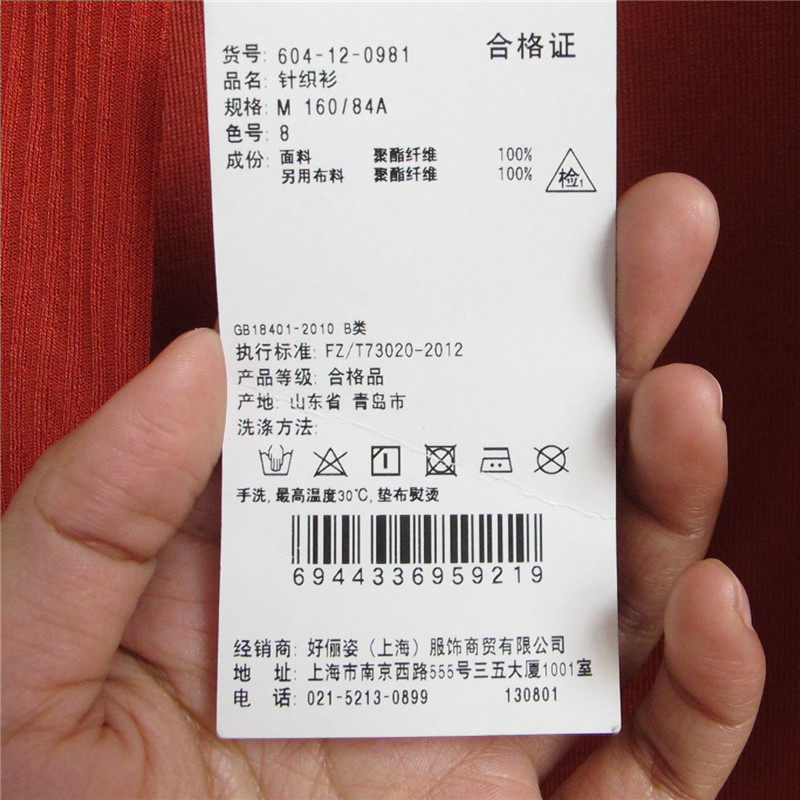 合格证
货号: 604-12-0981
品名: 针织衫
规格: M 160/84A
色号: 8
成份: 面料 聚酯纤维 100%
另用布料 聚酯纤维 100%
检1
GB18401-2010 B类
执行标准: FZ/T73020-2012
产品等级: 合格品
产地: 山东省 青岛市
洗涤方法:
手洗, 最高温度30℃, 垫布熨烫
6944336959219
经销商: 好俪姿（上海）服饰商贸有限公司
地 址: 上海市南京西路555号三五大厦1001室
电 话: 021-5213-0899 130801